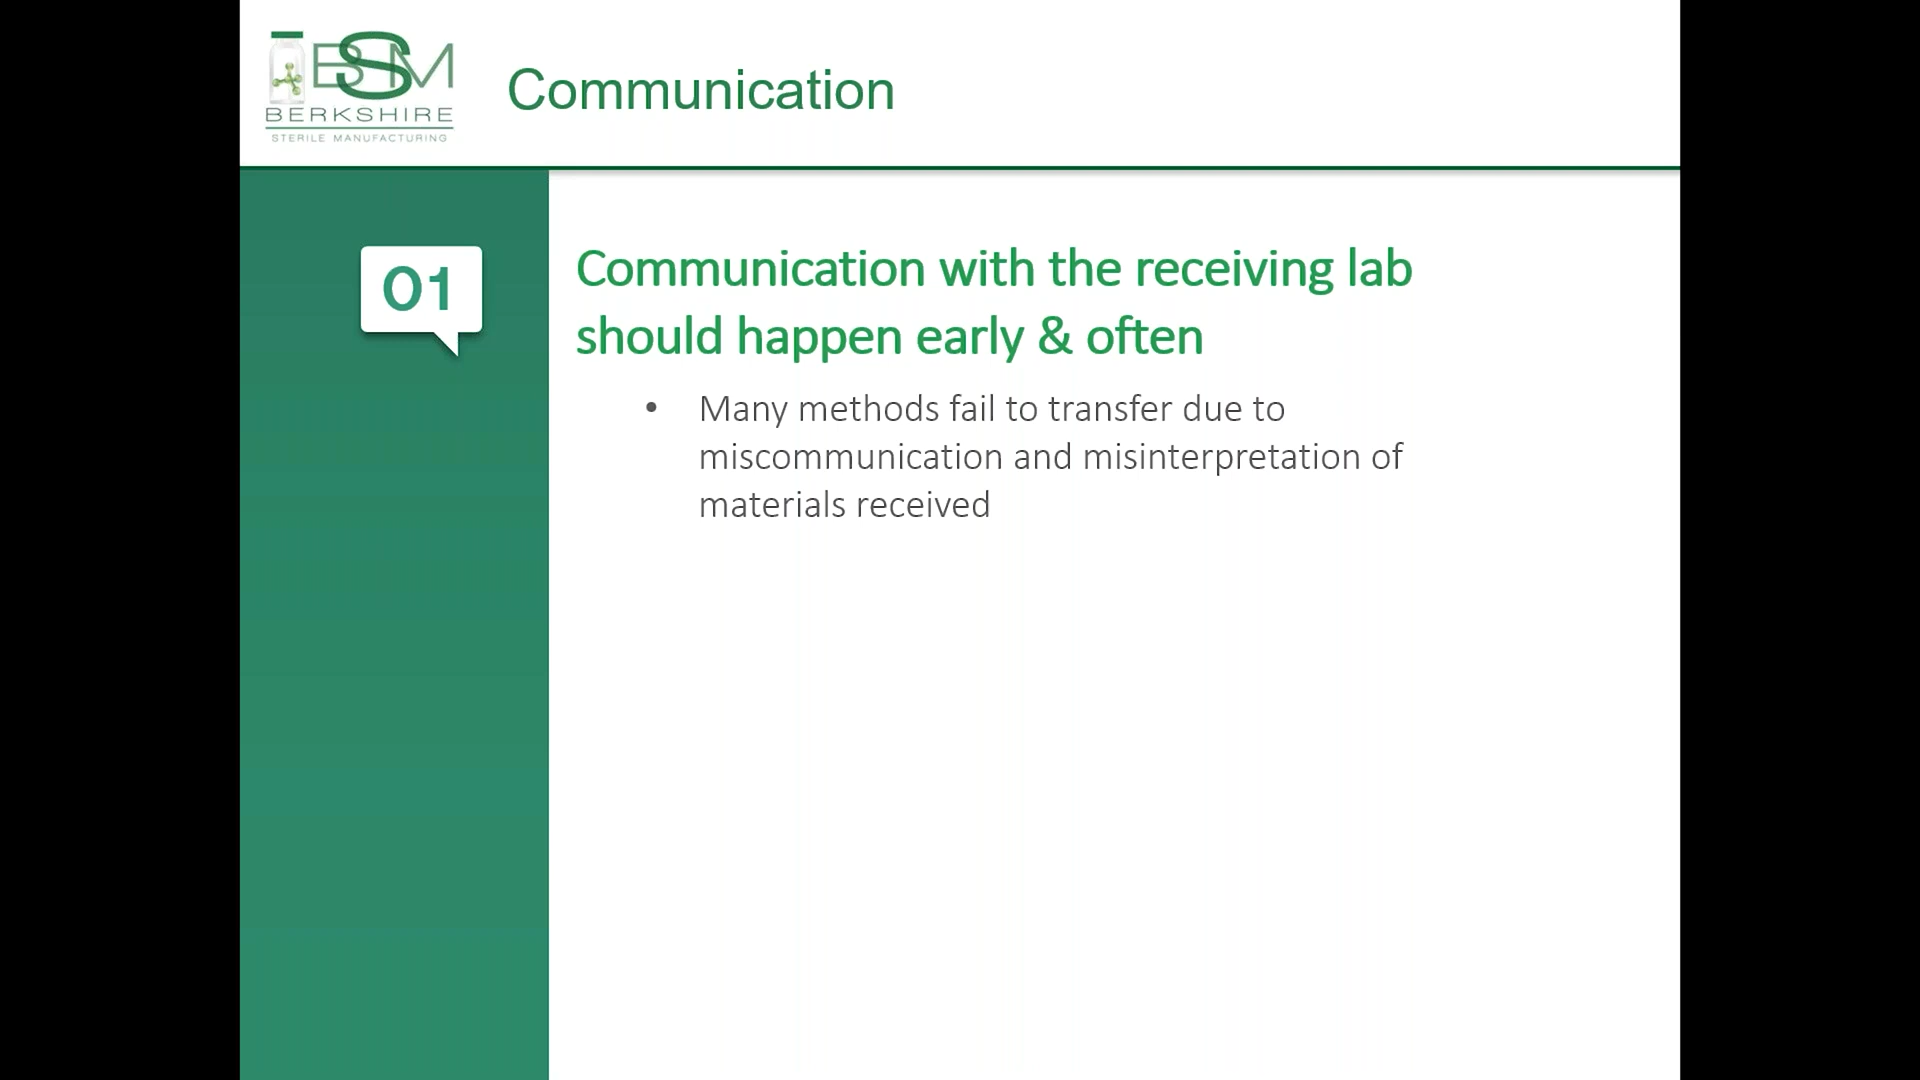 BSM
BERKSHIRE
STERILE MANUFACTURING
Communication
01
Communication with the receiving lab
should happen early & often
• Many methods fail to transfer due to
miscommunication and misinterpretation of
materials received